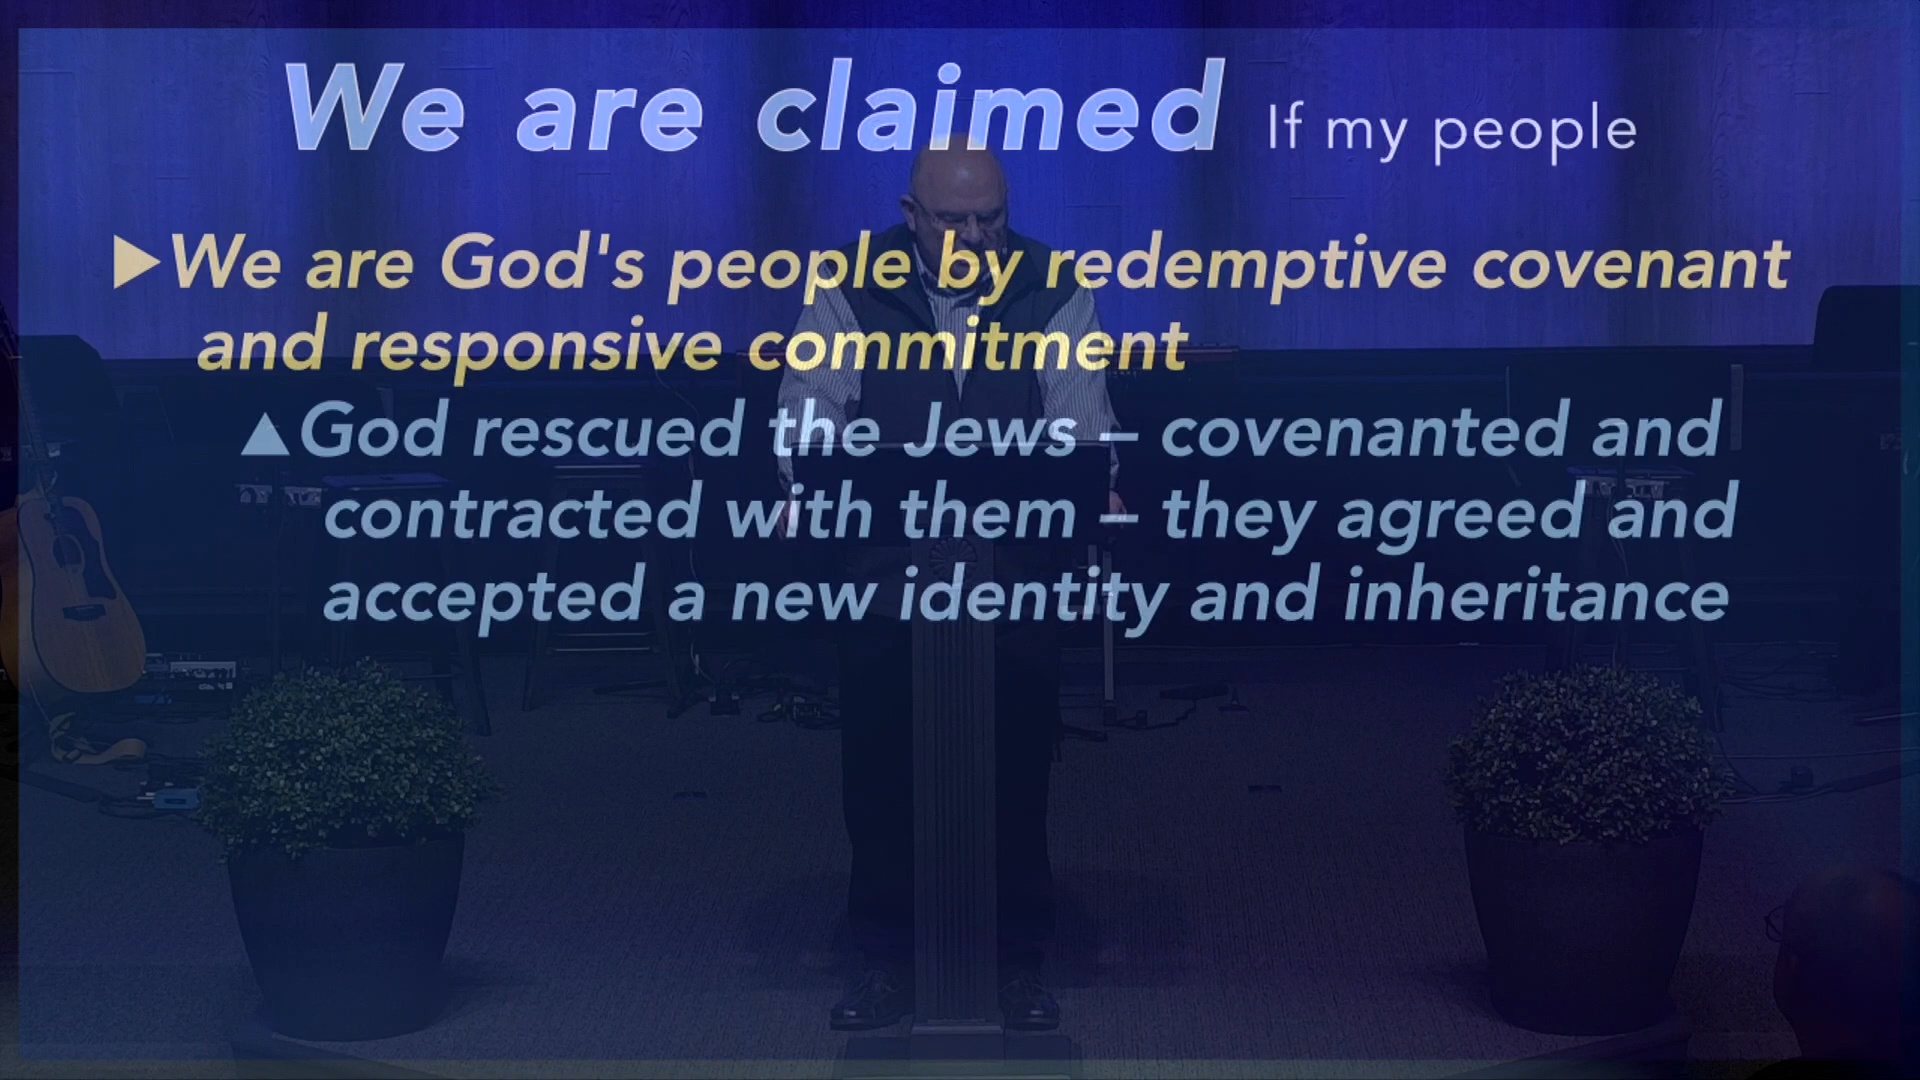 We are claimed If my people
▶We are God's people by redemptive covenant
and responsive commitment
▲God rescued the Jews – covenanted and
contracted with them – they agreed and
accepted a new identity and inheritance